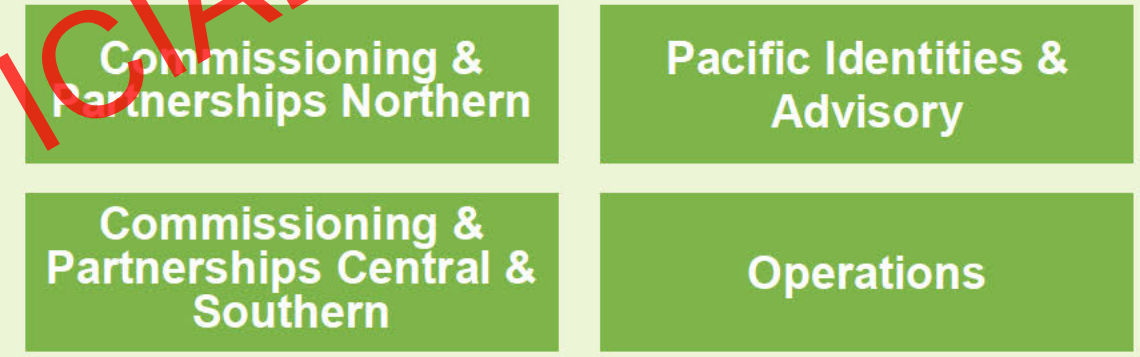 Commissioning &
Partnerships Northern
Pacific Identities &
Advisory
Commissioning &
Partnerships Central &
Southern
Operations